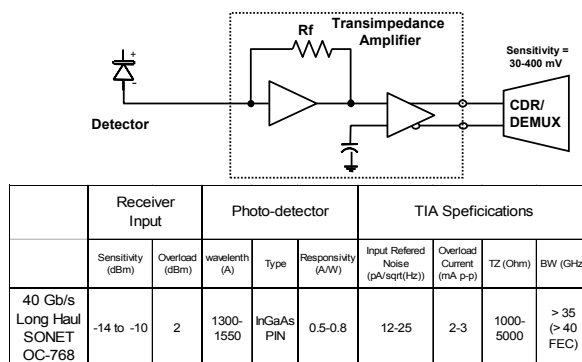 Transimpedance
Amplifier
Rf
Sensitivity =
30-400 mV
+
-
Detector
CDR/
DEMUX
Receiver
Input
Photo-detector
TIA Speficications
Sensitivity
(dBm)
Overload
(dBm)
wavelenth
(A)
Type
Responsivity
(A/W)
Input Refered
Noise
(pA/sqrt(Hz))
Overload
Current
(mA p-p)
TZ (Ohm)
BW (GHz
40 Gb/s
Long Haul
SONET
OC-768
-14 to -10
2
1300-
1550
InGaAs
PIN
0.5-0.8
12-25
2-3
1000-
5000
> 35
(> 40
FEC)